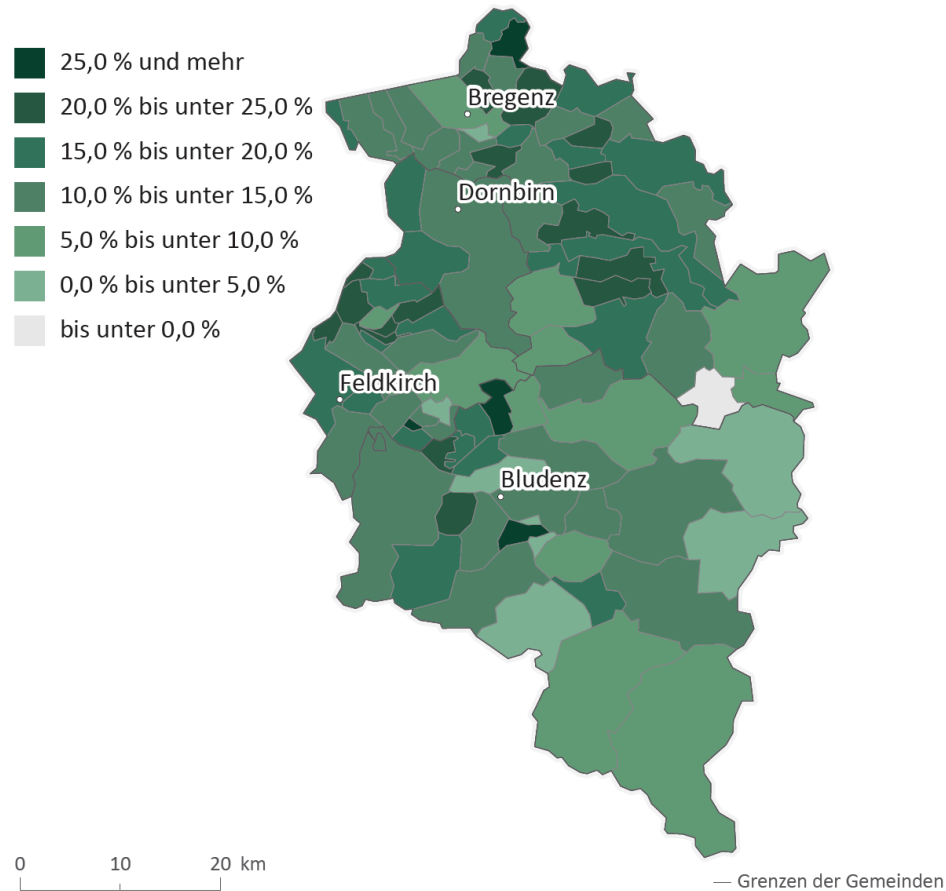 25,0 % und mehr
20,0 % bis unter 25,0 %
15,0 % bis unter 20,0 %
10,0 % bis unter 15,0 %
5,0 % bis unter 10,0 %
0,0 % bis unter 5,0 %
bis unter 0,0 %
Bregenz
Dornbirn
Feldkirch
Bludenz
0 10 20 km
Grenzen der Gemeinden